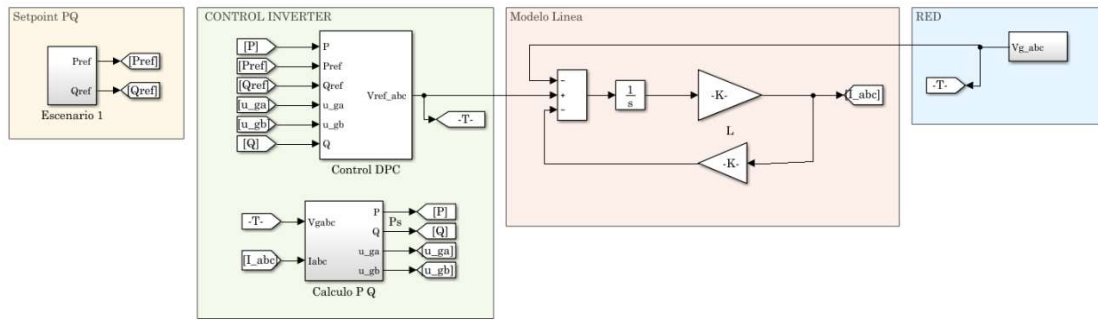 Setpoint PQ
Pref
[Pref]
Qref
[Qref]
Escenario 1
CONTROL INVERTER
[P]
P
[Pref]
Pref
[Qref]
Qref
[u_ga]
u_ga
[u_gb]
u_gb
[Q]
Q
Vref_abc
-T-
Control DPC
-T-
Vgabc
[I_abc]
Iabc
P
[P]
Ps
Q
[Q]
u_ga
[u_ga]
u_gb
[u_gb]
Calculo P Q
Modelo Linea
−
+
−
1
s
-K-
L
-K-
[I_abc]
RED
Vg_abc
-T-